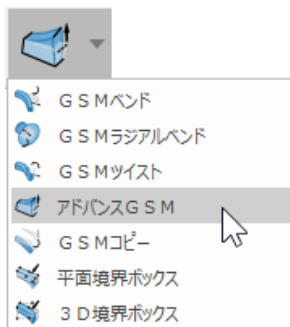 ＧＳＭベンド
ＧＳＭラジアルベンド
ＧＳＭツイスト
アドバンスＧＳＭ
ＧＳＭコピー
平面境界ボックス
３Ｄ境界ボックス